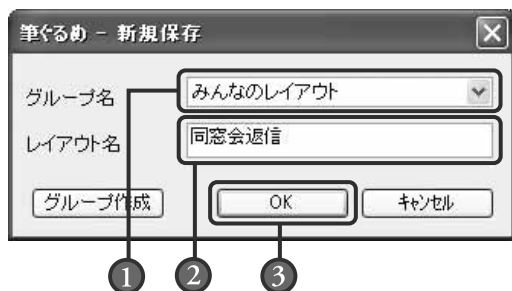 筆ぐるめ - 新規保存
グループ名 みんなのレイアウト
レイアウト名 同窓会返信
グループ作成 OK キャンセル
1 2 3